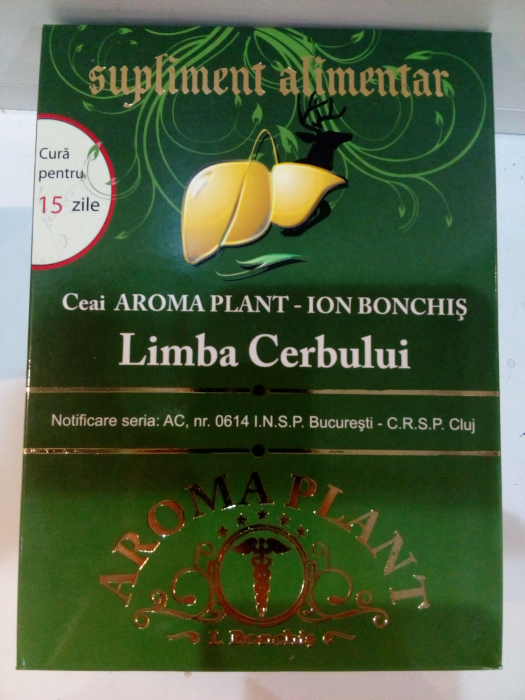 supliment alimentar
Cură
pentru
15 zile
Ceai AROMA PLANT - ION BONCHIŞ
Limba Cerbului
Notificare seria: AC, nr. 0614 I.N.S.P. Bucureşti - C.R.S.P. Cluj
AROMA PLANT
I. Bonchiş